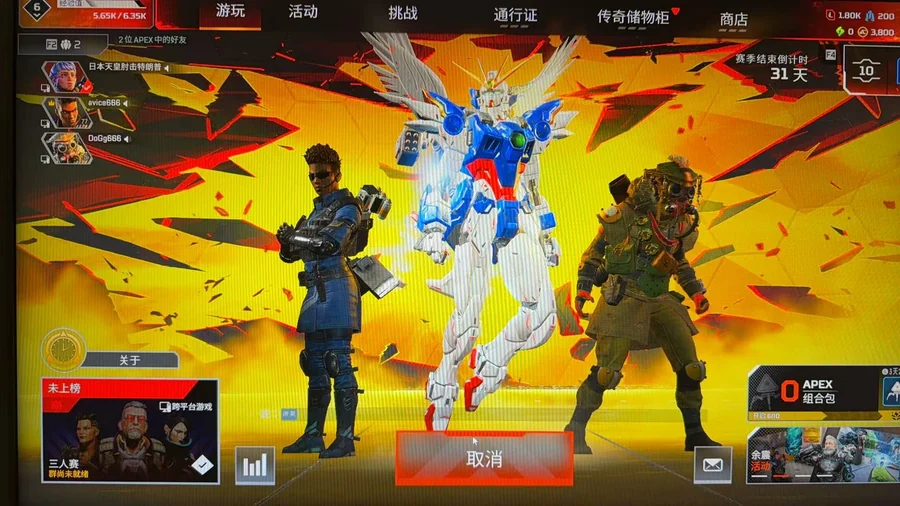 6
经验值
5.65K / 6.35K
游玩
活动
挑战
通行证
传奇储物柜
商店
1.80K
200
0
3,800
F2
2
2 位 APEX 中的好友
日本天皇肘击特朗普
avice666
DoGg666
赛季结束倒计时
31 天
F4
10
关于
未上榜
跨平台游戏
三人赛
群尚未就绪
取消
0
APEX
组合包
余震
活动